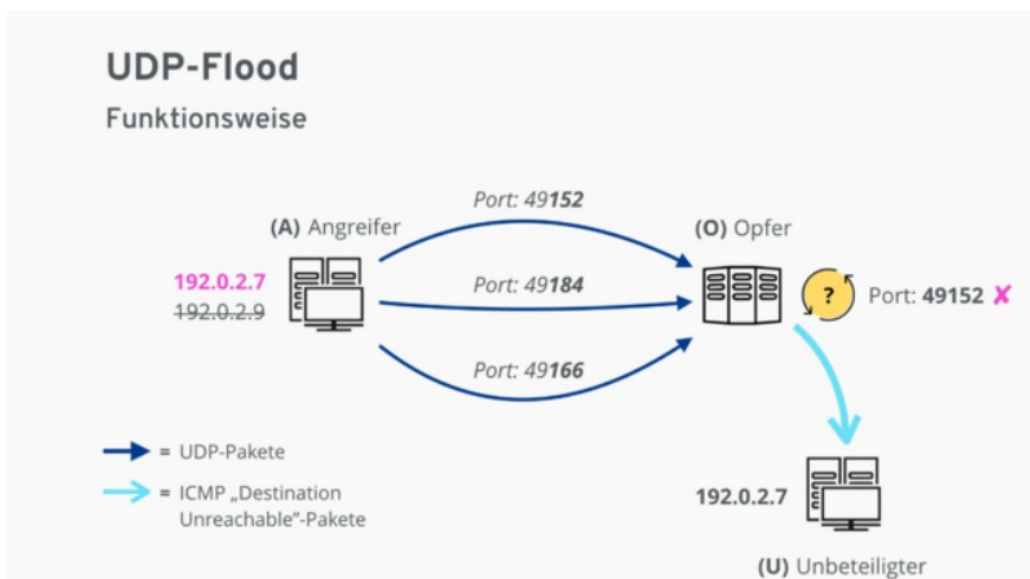 UDP-Flood
Funktionsweise
Port: 49152
(A) Angreifer
(O) Opfer
192.0.2.7
192.0.2.9
Port: 49184
?
Port: 49152 ✘
Port: 49166
= UDP-Pakete
= ICMP „Destination
Unreachable”-Pakete
192.0.2.7
(U) Unbeteiligter